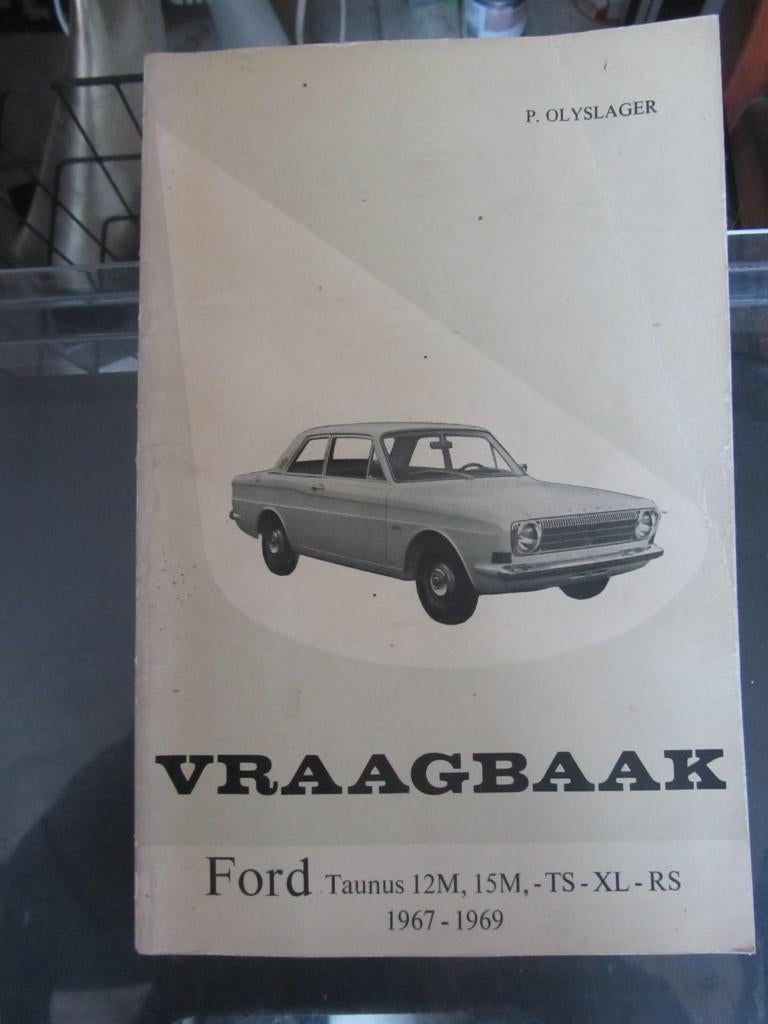 P. OLYSLAGER
VRAAGBAAK
Ford Taunus 12M, 15M, - TS - XL - RS
1967 - 1969